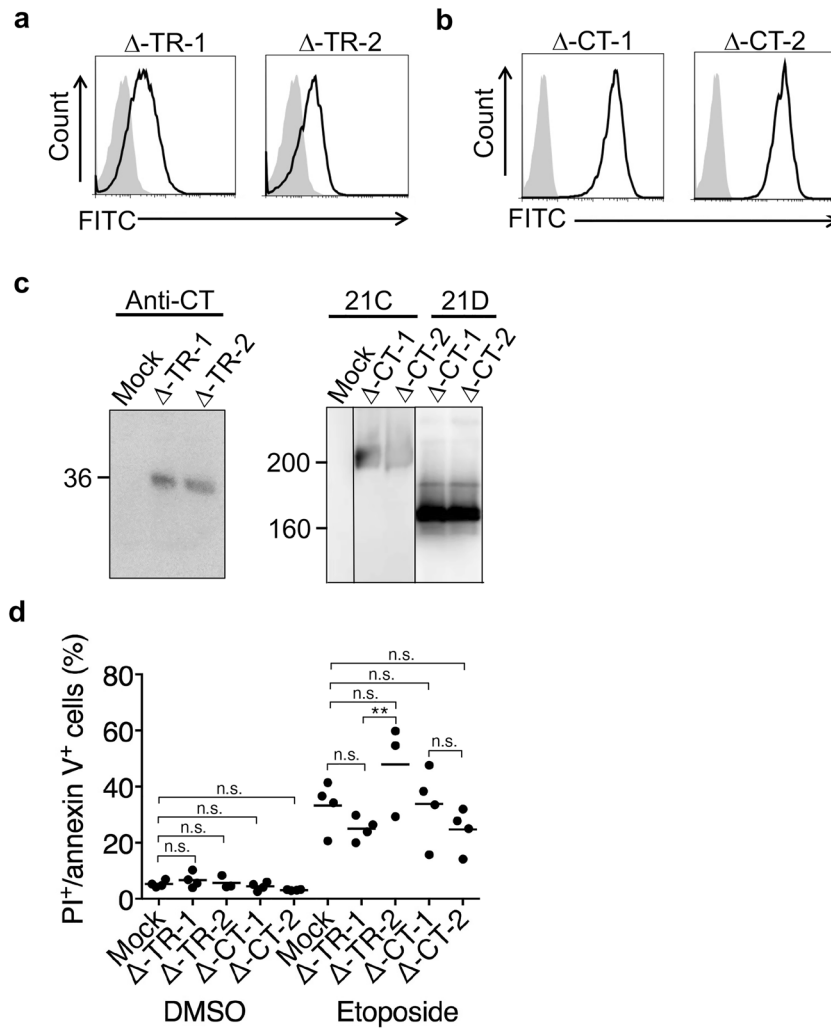 a
Δ-TR-1 Δ-TR-2
Count
FITC
b
Δ-CT-1 Δ-CT-2
Count
FITC
c
Anti-CT
Mock Δ-TR-1 Δ-TR-2
36
21C 21D
Mock Δ-CT-1 Δ-CT-2 Δ-CT-1 Δ-CT-2
200
160
d
PI+/annexin V+ cells (%)
80
60
40
20
0
n.s.
n.s.
n.s.
n.s.
n.s.
n.s.
n.s.
**
n.s.
n.s.
Mock Δ-TR-1 Δ-TR-2 Δ-CT-1 Δ-CT-2 Mock Δ-TR-1 Δ-TR-2 Δ-CT-1 Δ-CT-2
DMSO Etoposide